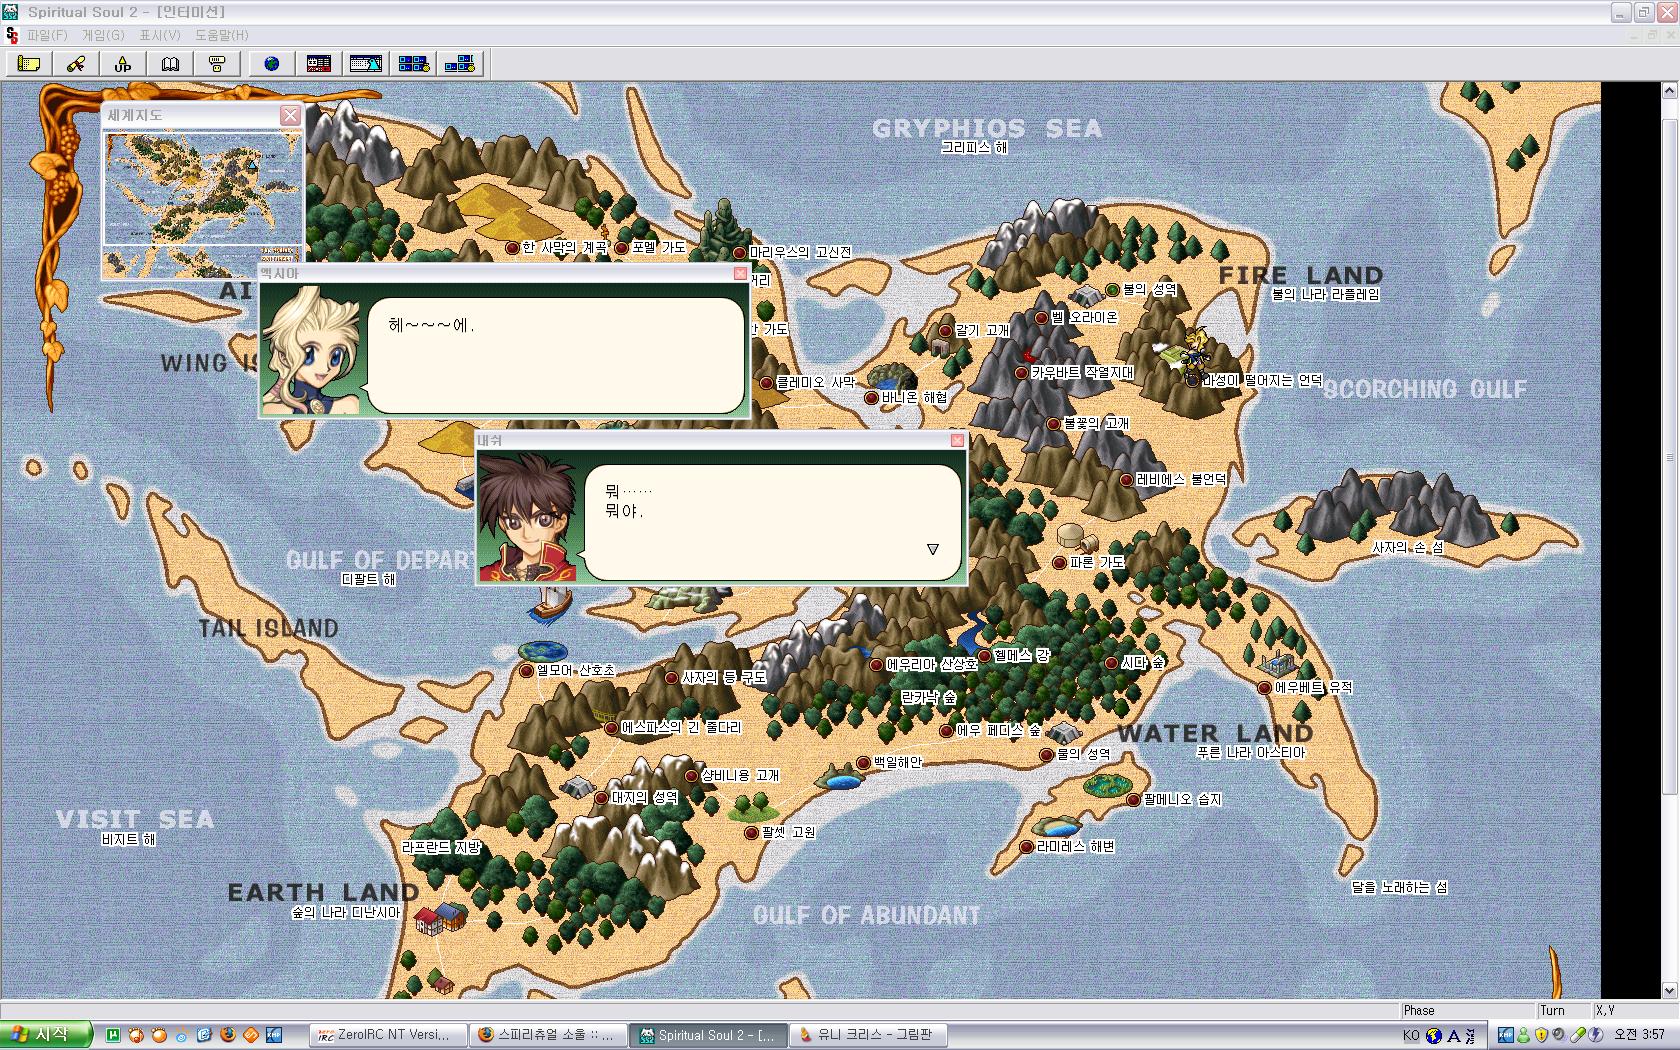 Spiritual Soul 2 - [인터미션]
파일(F) 게임(G) 표시(V) 도움말(H)
UP
세계지도
GRYPHIOS SEA
그리피스 해
한 사막의 계곡
포멜 가도
마리우스의 고신전
FIRE LAND
불의 나라 라플레임
불의 성역
벨 오라이온
갈기 고개
카우바트 작열지대
마성이 떨어지는 언덕
SCORCHING GULF
WING IS
클레미오 사막
바니온 해협
불꽃의 고개
레비에스 불언덕
엑시아
헤～～～에.
내쉬
뭐……
뭐야.
사자의 손 섬
파론 가도
GULF OF DEPART
디팔트 해
TAIL ISLAND
엘모어 산호초
사자의 등 구도
에우리마 산상호
헬메스 강
시다 숲
란카낙 숲
에우베트 유적
에스파스의 긴 줄다리
에우 페디스 숲
WATER LAND
푸른 나라 아스티아
물의 성역
백일해안
샹비니용 고개
대지의 성역
팔메니오 습지
VISIT SEA
비지트 해
팔셋 고원
라미레스 해변
라프란드 지방
EARTH LAND
숲의 나라 디난시아
달을 노래하는 섬
GULF OF ABUNDANT
Phase
Turn
X,Y
시작
ZeroIRC NT Versi...
스피리츄얼 소울 :: ...
Spiritual Soul 2 - [...
유니 크리스 - 그림판
KO
오전 3:57